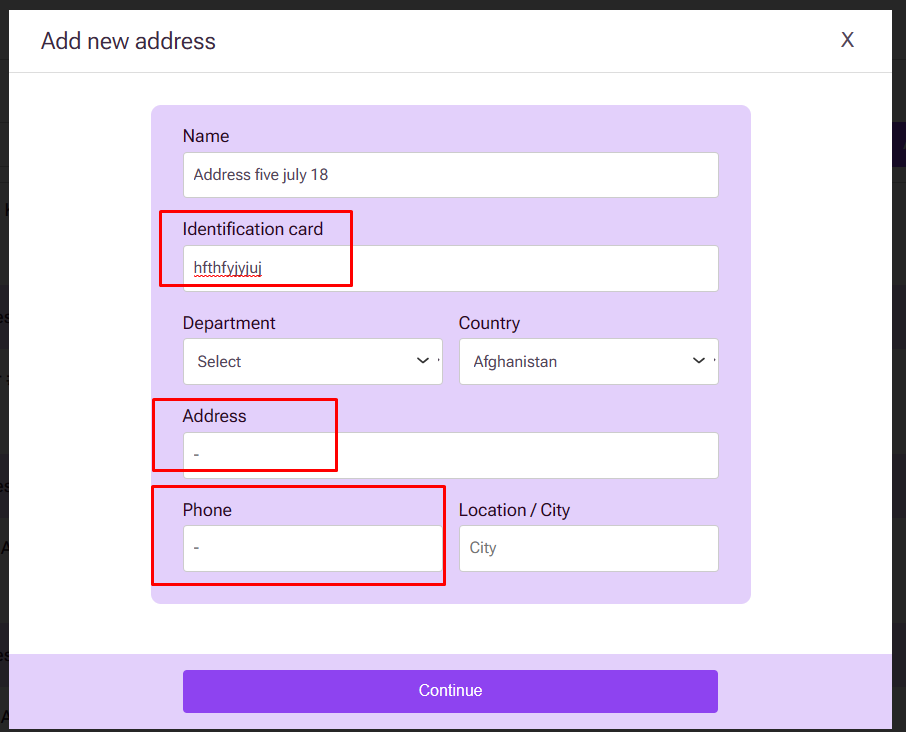 Add new address X
Name
Address five july 18
Identification card
hfthfyjyjuj
Department Country
Select Afghanistan
Address
-
Phone Location / City
- City
Continue